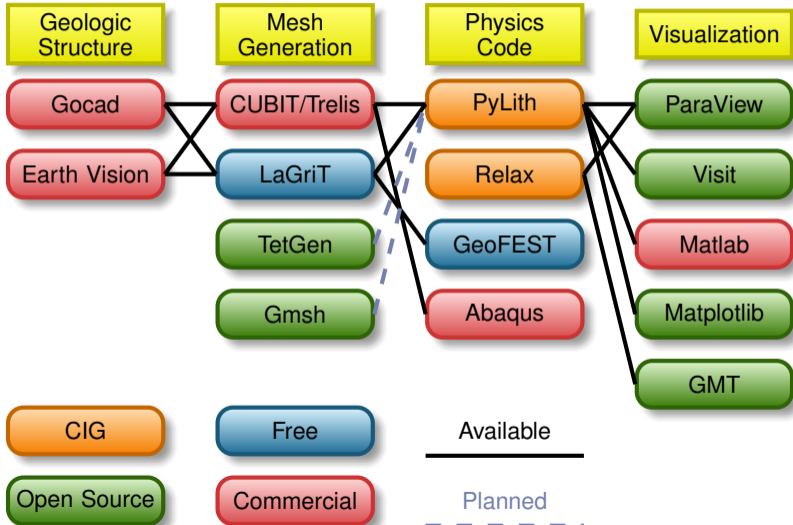 Geologic
Structure
Mesh
Generation
Physics
Code
Visualization
Gocad
CUBIT/Trelis
PyLith
ParaView
Earth Vision
LaGriT
Relax
Visit
TetGen
GeoFEST
Matlab
Gmsh
Abaqus
Matplotlib
GMT
CIG
Free
Available
Open Source
Commercial
Planned